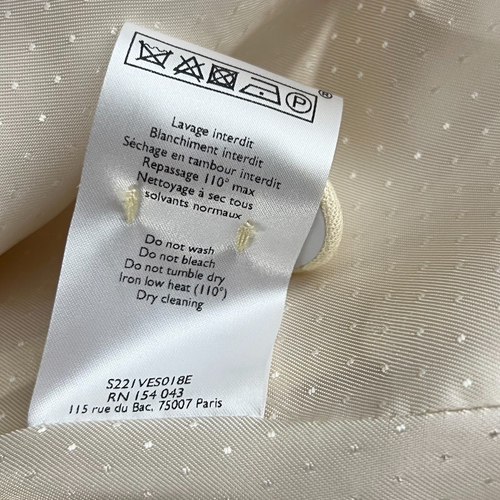 P ®
Lavage interdit
Blanchiment interdit
Séchage en tambour interdit
Repassage 110° max
Nettoyage à sec tous
solvants normaux
Do not wash
Do not bleach
Do not tumble dry
Iron low heat (110°)
Dry cleaning
S221VES018E
RN 154 043
115 rue du Bac, 75007 Paris